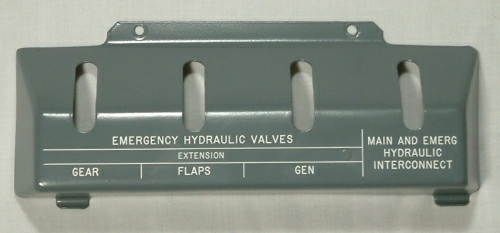 EMERGENCY HYDRAULIC VALVES
EXTENSION
GEAR FLAPS GEN
MAIN AND EMERG
HYDRAULIC
INTERCONNECT